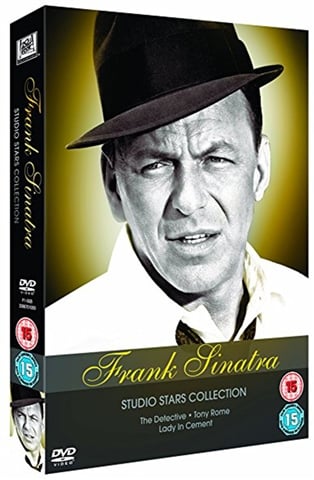 Frank Sinatra
STUDIO STARS COLLECTION
DVD
VIDEO
15
15
Frank Sinatra
STUDIO STARS COLLECTION
The Detective • Tony Rome
Lady In Cement
15
15
DVD
VIDEO